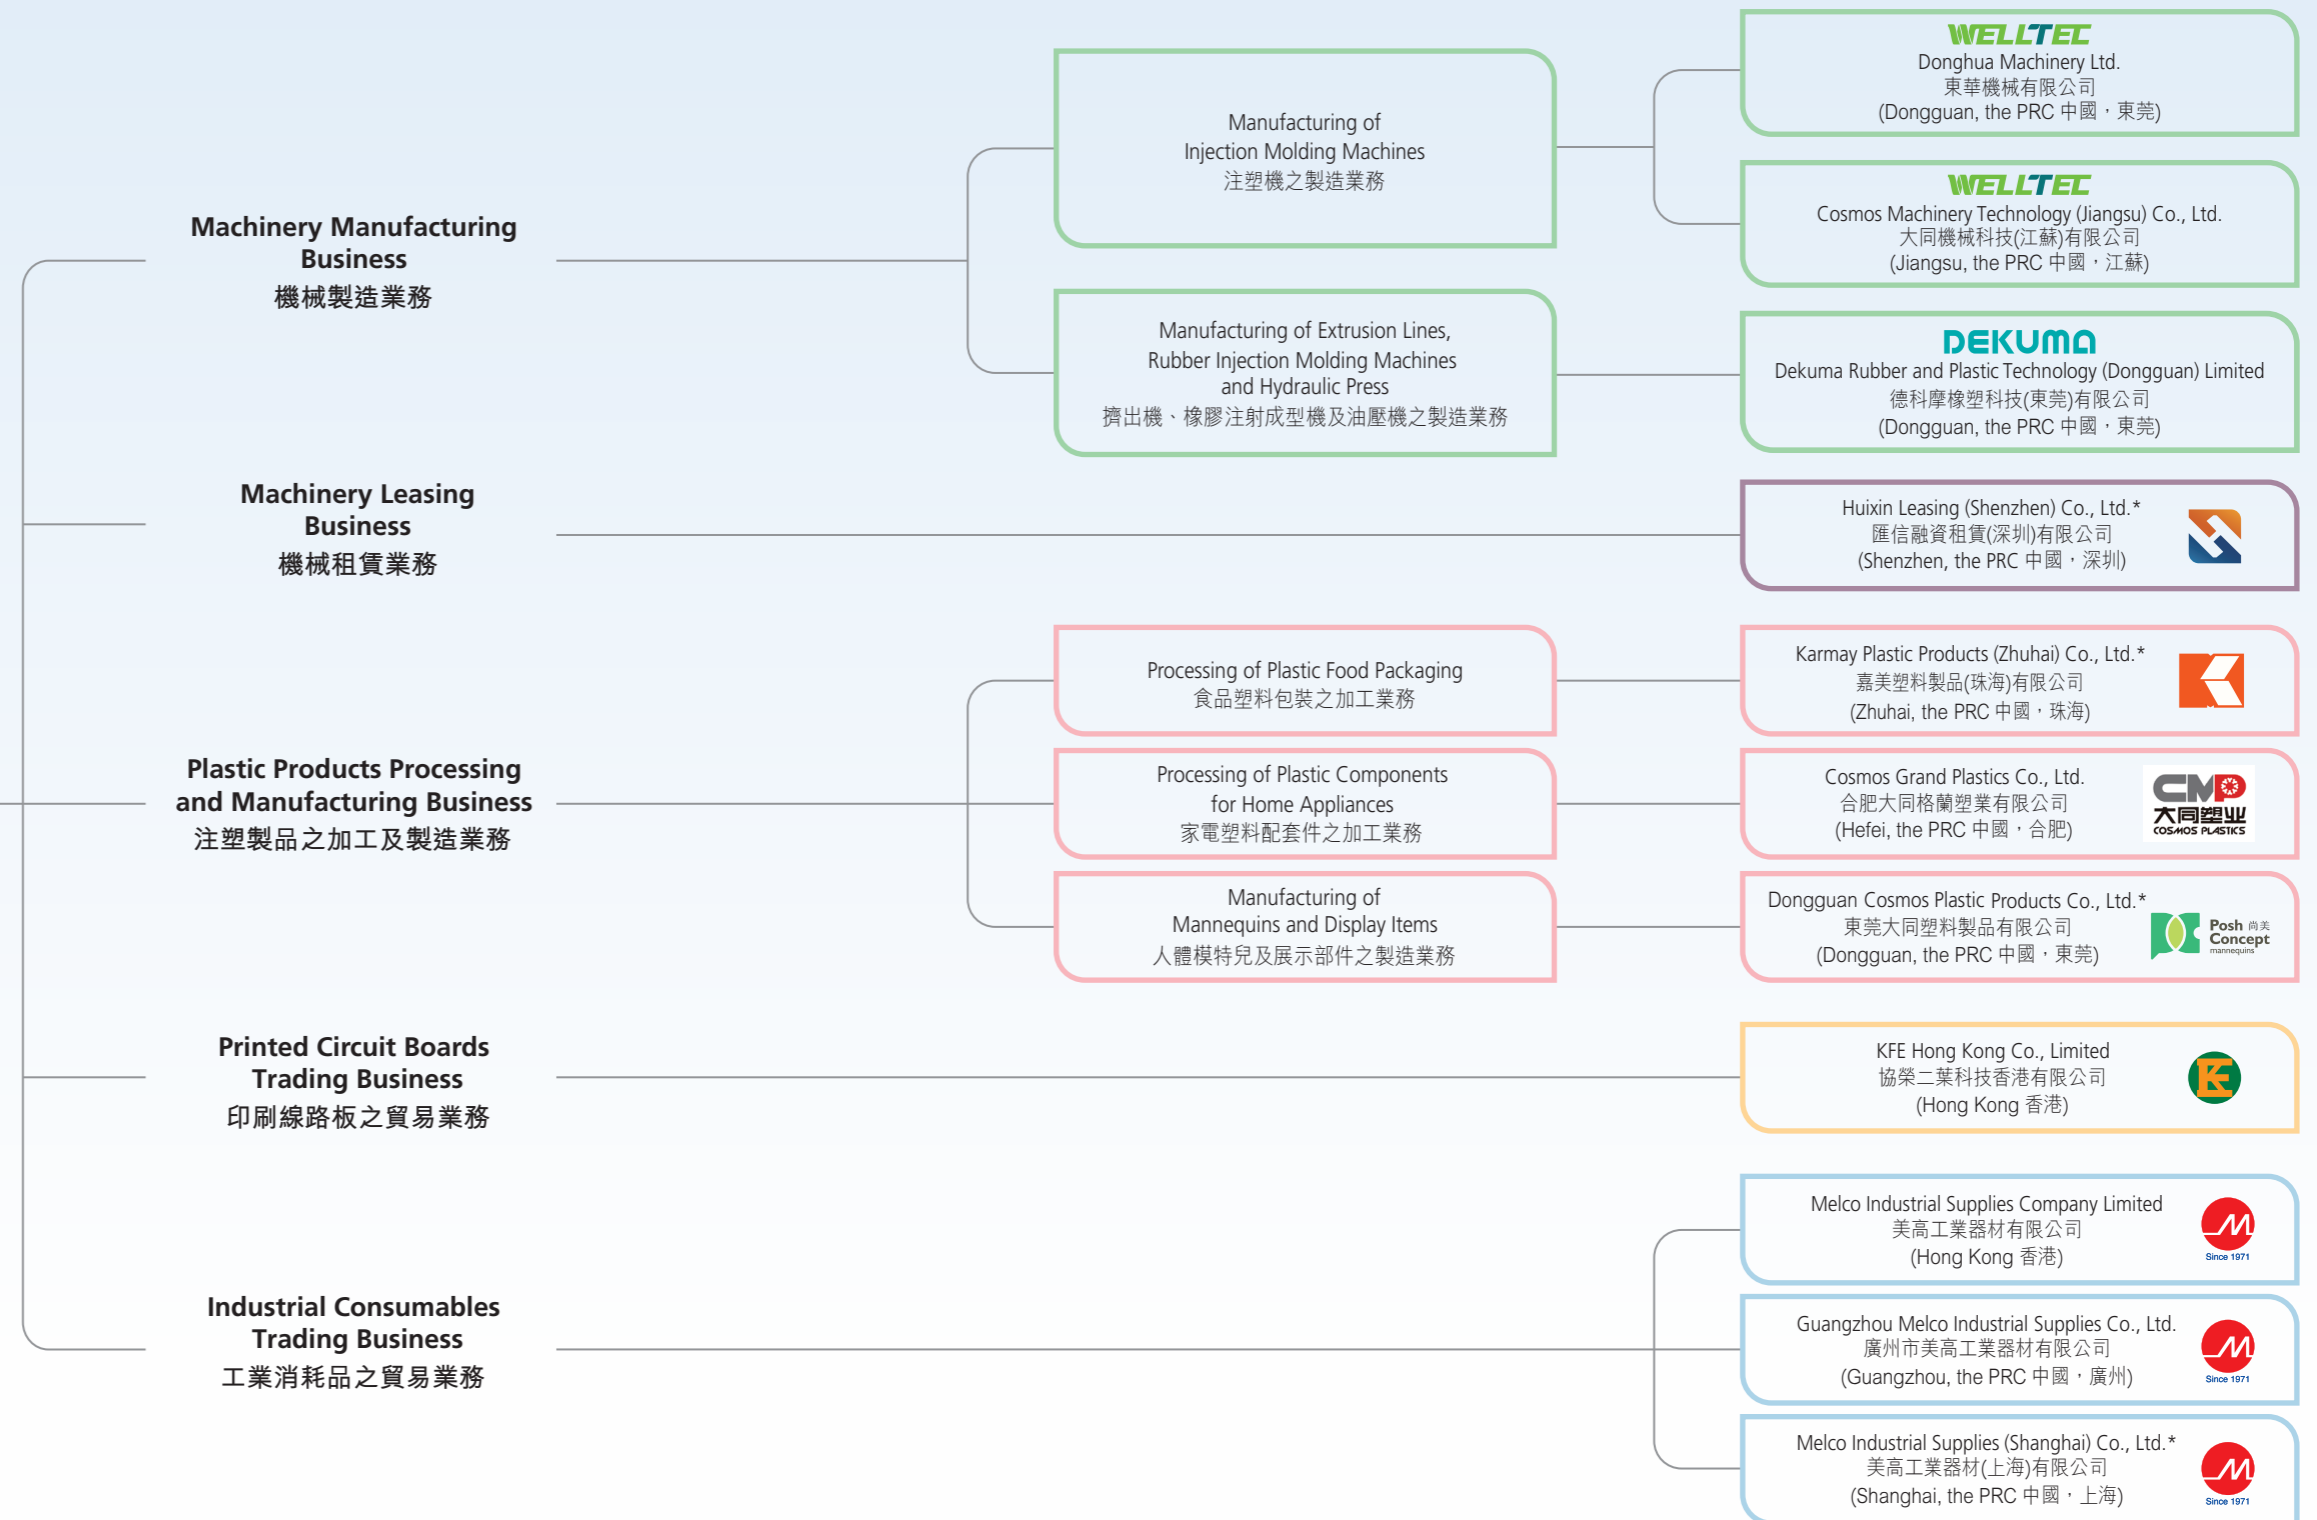 Machinery Manufacturing
Business
機械製造業務
Manufacturing of
Injection Molding Machines
注塑機之製造業務
WELLTEC
Donghua Machinery Ltd.
東華機械有限公司
(Dongguan, the PRC 中國，東莞)
WELLTEC
Cosmos Machinery Technology (Jiangsu) Co., Ltd.
大同機械科技(江蘇)有限公司
(Jiangsu, the PRC 中國，江蘇)
Manufacturing of Extrusion Lines,
Rubber Injection Molding Machines
and Hydraulic Press
擠出機、橡膠注射成型機及油壓機之製造業務
DEKUMA
Dekuma Rubber and Plastic Technology (Dongguan) Limited
德科摩橡塑科技(東莞)有限公司
(Dongguan, the PRC 中國，東莞)
Machinery Leasing
Business
機械租賃業務
Huixin Leasing (Shenzhen) Co., Ltd.*
匯信融資租賃(深圳)有限公司
(Shenzhen, the PRC 中國，深圳)
Plastic Products Processing
and Manufacturing Business
注塑製品之加工及製造業務
Processing of Plastic Food Packaging
食品塑料包裝之加工業務
Karmay Plastic Products (Zhuhai) Co., Ltd.*
嘉美塑料製品(珠海)有限公司
(Zhuhai, the PRC 中國，珠海)
Processing of Plastic Components
for Home Appliances
家電塑料配套件之加工業務
Cosmos Grand Plastics Co., Ltd.
合肥大同格蘭塑業有限公司
(Hefei, the PRC 中國，合肥)
CMP
大同塑业
COSMOS PLASTICS
Manufacturing of
Mannequins and Display Items
人體模特兒及展示部件之製造業務
Dongguan Cosmos Plastic Products Co., Ltd.*
東莞大同塑料製品有限公司
(Dongguan, the PRC 中國，東莞)
Posh 尚美
Concept
mannequins
Printed Circuit Boards
Trading Business
印刷線路板之貿易業務
KFE Hong Kong Co., Limited
協榮二葉科技香港有限公司
(Hong Kong 香港)
Industrial Consumables
Trading Business
工業消耗品之貿易業務
Melco Industrial Supplies Company Limited
美高工業器材有限公司
(Hong Kong 香港)
Since 1971
Guangzhou Melco Industrial Supplies Co., Ltd.
廣州市美高工業器材有限公司
(Guangzhou, the PRC 中國，廣州)
Since 1971
Melco Industrial Supplies (Shanghai) Co., Ltd.*
美高工業器材(上海)有限公司
(Shanghai, the PRC 中國，上海)
Since 1971